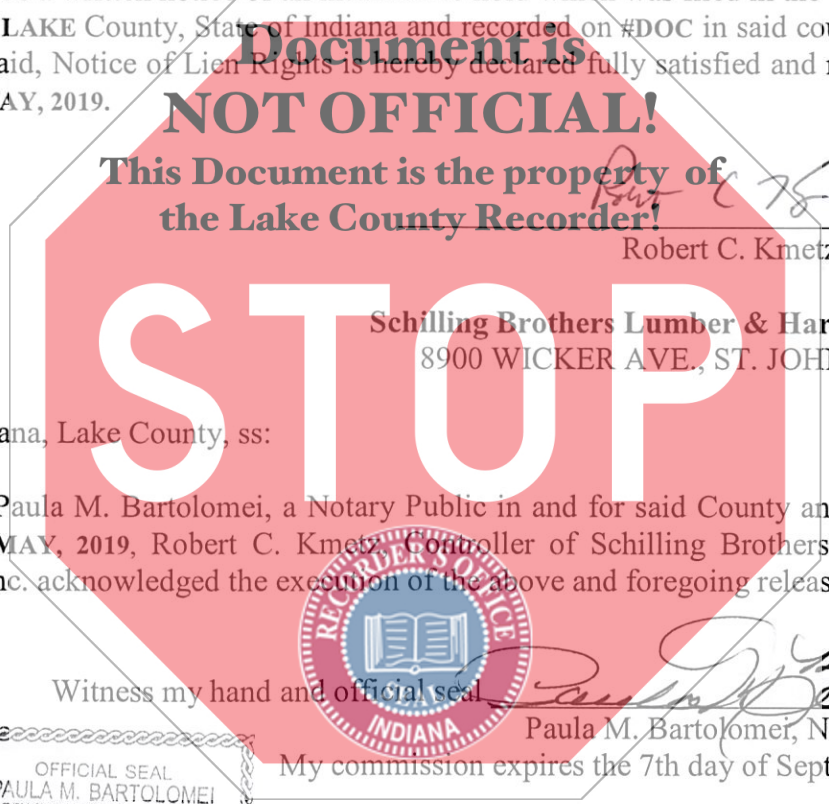 LAKE County, State of Indiana and recorded on #DOC in said cou
Document is
aid, Notice of Lien Rights is hereby declared fully satisfied and r
AY, 2019.
NOT OFFICIAL!
This Document is the property of
the Lake County Recorder!
Robert C. Kmetz
STOP
Schilling Brothers Lumber & Har
8900 WICKER AVE., ST. JOHN
ana, Lake County, ss:
Paula M. Bartolomei, a Notary Public in and for said County an
MAY, 2019, Robert C. Kmetz, Controller of Schilling Brothers
nc. acknowledged the execution of the above and foregoing releas
RECORDER'S OFFICE
SEAL
INDIANA
Witness my hand and official seal
Paula M. Bartolomei, N
My commission expires the 7th day of Sept
OFFICIAL SEAL
PAULA M. BARTOLOMEI